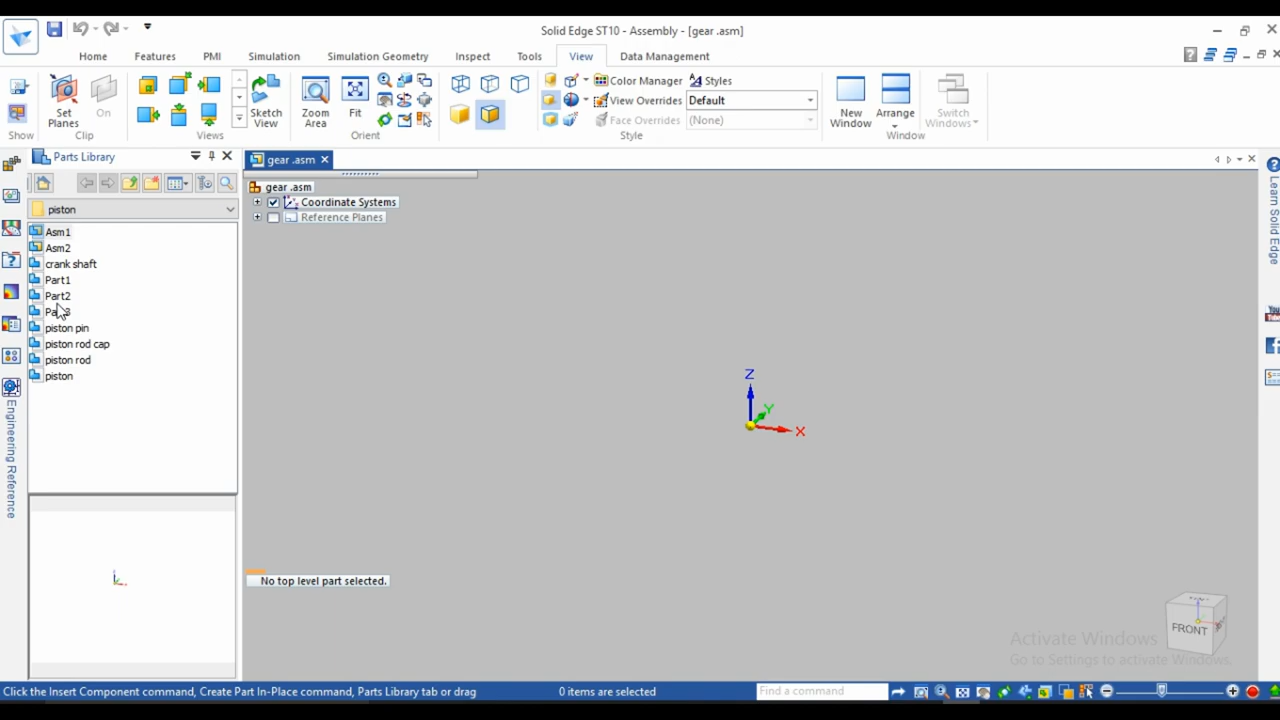 Solid Edge ST10 - Assembly - [gear .asm]
Home Features PMI Simulation Simulation Geometry Inspect Tools View Data Management
Set Planes
On
Sketch View
Zoom Area
Fit
Color Manager
Styles
View Overrides
Default
Face Overrides
(None)
New Window
Arrange
Switch Windows
Show
Clip
Views
Orient
Style
Window
Parts Library
gear .asm
piston
Asm1
Asm2
crank shaft
Part1
Part2
piston pin
piston rod cap
piston rod
piston
Engineering Reference
gear .asm
Coordinate Systems
Reference Planes
Z
Y
X
No top level part selected.
FRONT
Learn Solid Edge
You
Activate Windows
Go to Settings to activate Windows.
Click the Insert Component command, Create Part In-Place command, Parts Library tab or drag
0 items are selected
Find a command